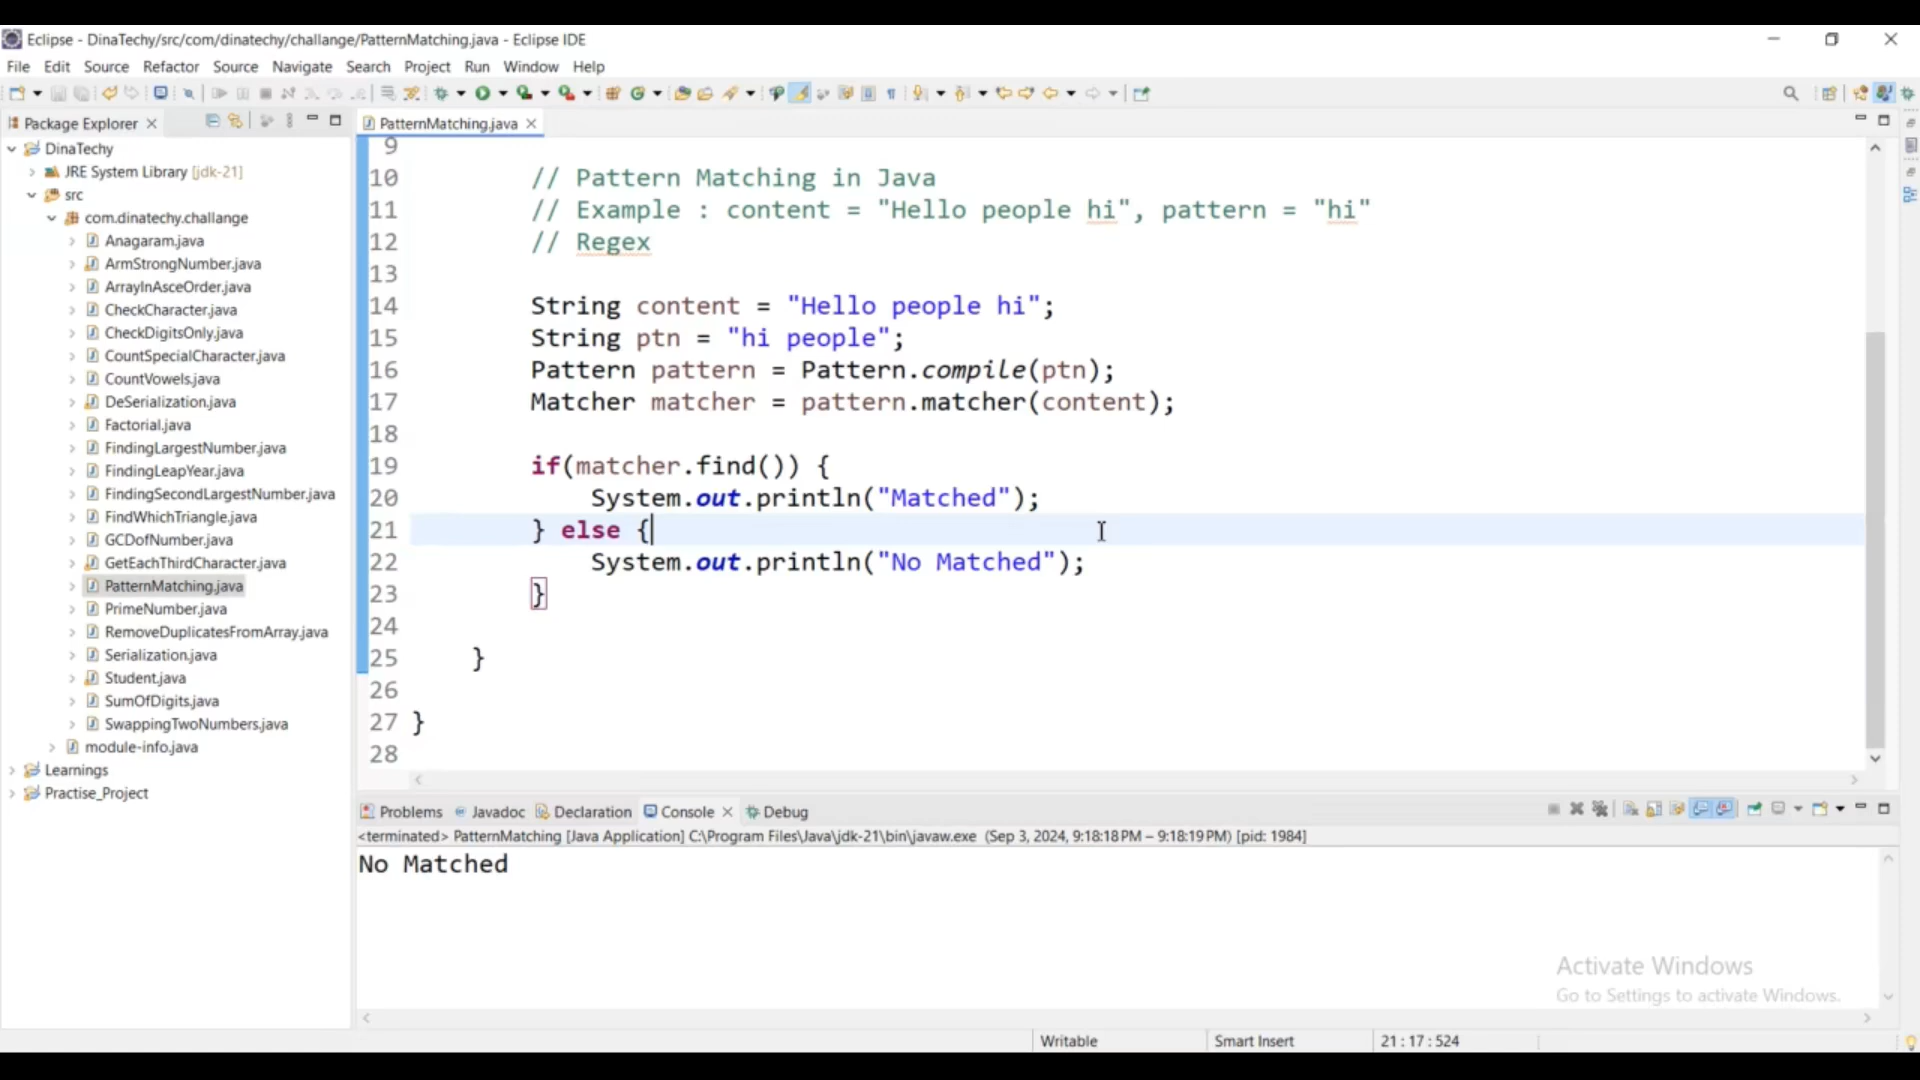 Eclipse - DinaTechy/src/com/dinatechy/challange/PatternMatching.java - Eclipse IDE
File Edit Source Refactor Source Navigate Search Project Run Window Help
Package Explorer
DinaTechy
JRE System Library [jdk-21]
src
com.dinatechy.challange
Anagaram.java
ArmStrongNumber.java
ArrayInAsceOrder.java
CheckCharacter.java
CheckDigitsOnly.java
CountSpecialCharacter.java
CountVowels.java
DeSerialization.java
Factorial.java
FindingLargestNumber.java
FindingLeapYear.java
FindingSecondLargestNumber.java
FindWhichTriangle.java
GCDofNumber.java
GetEachThirdCharacter.java
PatternMatching.java
PrimeNumber.java
RemoveDuplicatesFromArray.java
Serialization.java
Student.java
SumOfDigits.java
SwappingTwoNumbers.java
module-info.java
Learnings
Practise_Project
PatternMatching.java
9
10 // Pattern Matching in Java
11 // Example : content = "Hello people hi", pattern = "hi"
12 // Regex
13
14 String content = "Hello people hi";
15 String ptn = "hi people";
16 Pattern pattern = Pattern.compile(ptn);
17 Matcher matcher = pattern.matcher(content);
18
19 if(matcher.find()) {
20 System.out.println("Matched");
21 } else {
22 System.out.println("No Matched");
23 }
24
25 }
26
27 }
28
Problems Javadoc Declaration Console Debug
<terminated> PatternMatching [Java Application] C:\Program Files\Java\jdk-21\bin\javaw.exe (Sep 3, 2024, 9:18:18 PM – 9:18:19 PM) [pid: 1984]
No Matched
Activate Windows
Go to Settings to activate Windows.
Writable Smart Insert 21 : 17 : 524